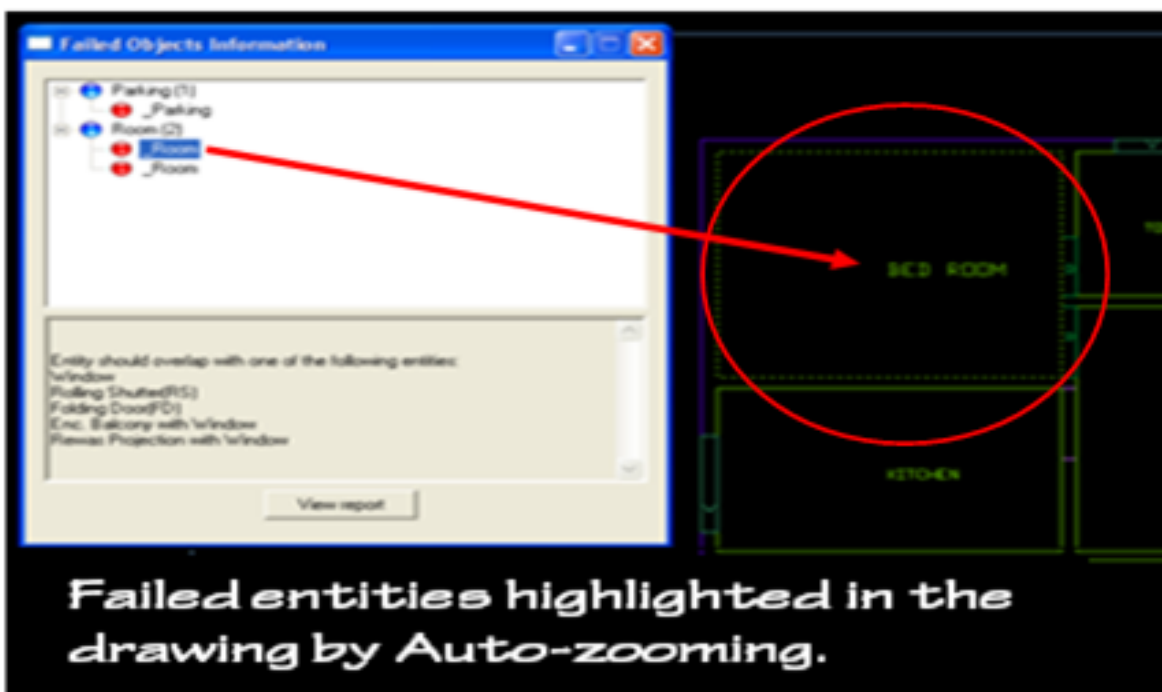 Failed Objects Information
Parking (1)
_Parking
Room (2)
_Room
_Room
Entity should overlap with one of the following entities:
Window
Rolling Shutter(RS)
Folding Door(FD)
Enc. Balcony with Window
Rewas Projection with Window
View report
BED ROOM
TO
KITCHEN
Failed entities highlighted in the
drawing by Auto-zooming.